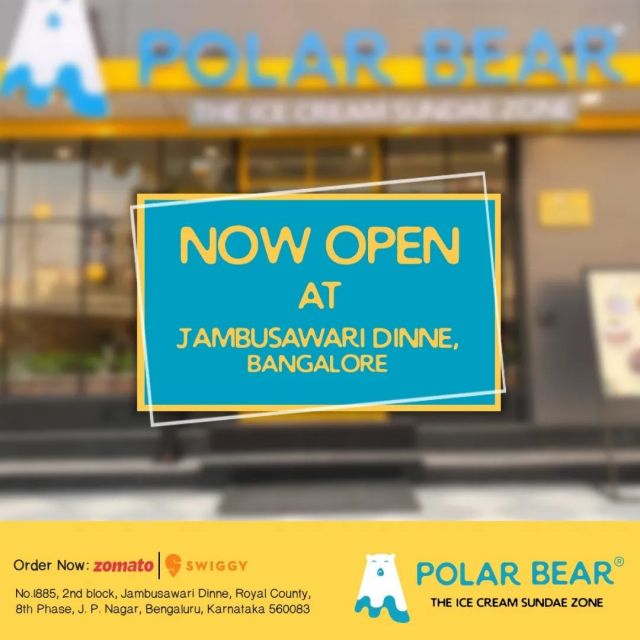 POLAR BEAR
THE ICE CREAM SUNDAE ZONE
NOW OPEN
AT
JAMBUSAWARI DINNE,
BANGALORE
Order Now: zomato | SWIGGY
No.1885, 2nd block, Jambusawari Dinne, Royal County,
8th Phase, J. P. Nagar, Bengaluru, Karnataka 560083
POLAR BEAR®
THE ICE CREAM SUNDAE ZONE